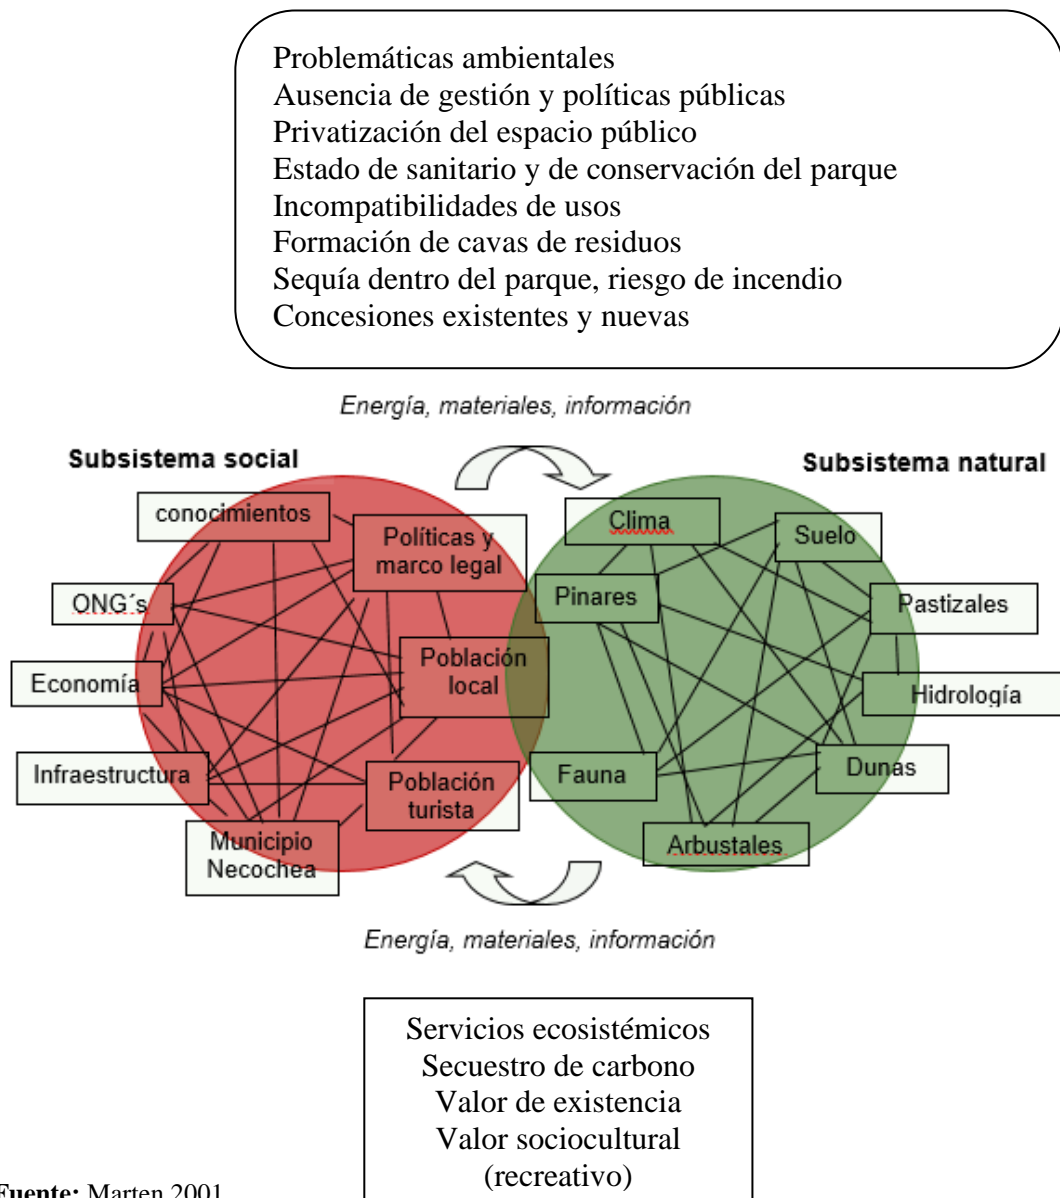 Problemáticas ambientales
Ausencia de gestión y políticas públicas
Privatización del espacio público
Estado de sanitario y de conservación del parque
Incompatibilidades de usos
Formación de cavas de residuos
Sequía dentro del parque, riesgo de incendio
Concesiones existentes y nuevas
Energía, materiales, información
Subsistema social
Subsistema natural
conocimientos
Políticas y
marco legal
ONG´s
Economía
Población
local
Infraestructura
Población
turista
Municipio
Necochea
Clima
Suelo
Pinares
Pastizales
Hidrología
Fauna
Dunas
Arbustales
Energía, materiales, información
Servicios ecosistémicos
Secuestro de carbono
Valor de existencia
Valor sociocultural
(recreativo)
Fuente: Marten 2001